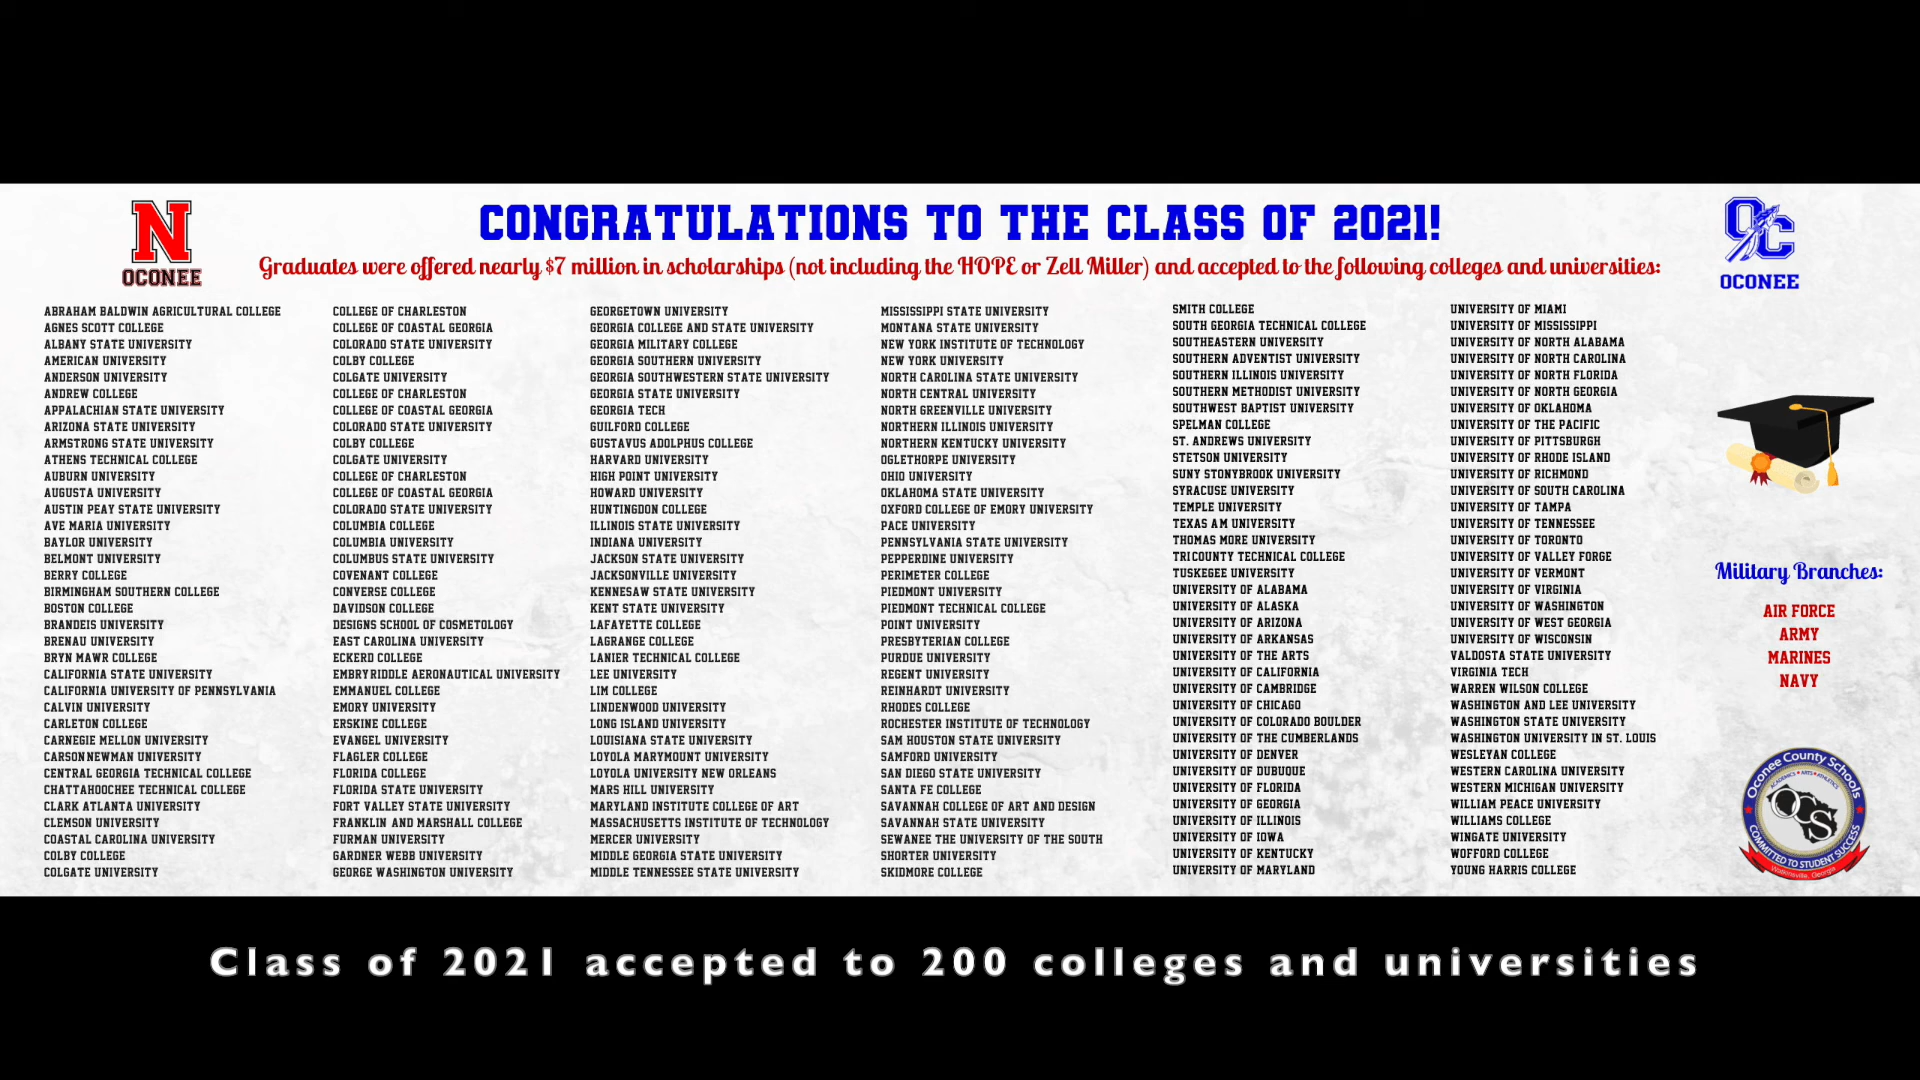 N
OCONEE
CONGRATULATIONS TO THE CLASS OF 2021!
Graduates were offered nearly $7 million in scholarships (not including the HOPE or Zell Miller) and accepted to the following colleges and universities:
OC
OCONEE
ABRAHAM BALDWIN AGRICULTURAL COLLEGE
AGNES SCOTT COLLEGE
ALBANY STATE UNIVERSITY
AMERICAN UNIVERSITY
ANDERSON UNIVERSITY
ANDREW COLLEGE
APPALACHIAN STATE UNIVERSITY
ARIZONA STATE UNIVERSITY
ARMSTRONG STATE UNIVERSITY
ATHENS TECHNICAL COLLEGE
AUBURN UNIVERSITY
AUGUSTA UNIVERSITY
AUSTIN PEAY STATE UNIVERSITY
AVE MARIA UNIVERSITY
BAYLOR UNIVERSITY
BELMONT UNIVERSITY
BERRY COLLEGE
BIRMINGHAM SOUTHERN COLLEGE
BOSTON COLLEGE
BRANDEIS UNIVERSITY
BRENAU UNIVERSITY
BRYN MAWR COLLEGE
CALIFORNIA STATE UNIVERSITY
CALIFORNIA UNIVERSITY OF PENNSYLVANIA
CALVIN UNIVERSITY
CARLETON COLLEGE
CARNEGIE MELLON UNIVERSITY
CARSONNEWMAN UNIVERSITY
CENTRAL GEORGIA TECHNICAL COLLEGE
CHATTAHOOCHEE TECHNICAL COLLEGE
CLARK ATLANTA UNIVERSITY
CLEMSON UNIVERSITY
COASTAL CAROLINA UNIVERSITY
COLBY COLLEGE
COLGATE UNIVERSITY
COLLEGE OF CHARLESTON
COLLEGE OF COASTAL GEORGIA
COLORADO STATE UNIVERSITY
COLBY COLLEGE
COLGATE UNIVERSITY
COLLEGE OF CHARLESTON
COLLEGE OF COASTAL GEORGIA
COLORADO STATE UNIVERSITY
COLBY COLLEGE
COLGATE UNIVERSITY
COLLEGE OF CHARLESTON
COLLEGE OF COASTAL GEORGIA
COLORADO STATE UNIVERSITY
COLUMBIA COLLEGE
COLUMBIA UNIVERSITY
COLUMBUS STATE UNIVERSITY
COVENANT COLLEGE
CONVERSE COLLEGE
DAVIDSON COLLEGE
DESIGNS SCHOOL OF COSMETOLOGY
EAST CAROLINA UNIVERSITY
ECKERD COLLEGE
EMBRYRIDDLE AERONAUTICAL UNIVERSITY
EMMANUEL COLLEGE
EMORY UNIVERSITY
ERSKINE COLLEGE
EVANGEL UNIVERSITY
FLAGLER COLLEGE
FLORIDA COLLEGE
FLORIDA STATE UNIVERSITY
FORT VALLEY STATE UNIVERSITY
FRANKLIN AND MARSHALL COLLEGE
FURMAN UNIVERSITY
GARDNER WEBB UNIVERSITY
GEORGE WASHINGTON UNIVERSITY
GEORGETOWN UNIVERSITY
GEORGIA COLLEGE AND STATE UNIVERSITY
GEORGIA MILITARY COLLEGE
GEORGIA SOUTHERN UNIVERSITY
GEORGIA SOUTHWESTERN STATE UNIVERSITY
GEORGIA STATE UNIVERSITY
GEORGIA TECH
GUILFORD COLLEGE
GUSTAVUS ADOLPHUS COLLEGE
HARVARD UNIVERSITY
HIGH POINT UNIVERSITY
HOWARD UNIVERSITY
HUNTINGDON COLLEGE
ILLINOIS STATE UNIVERSITY
INDIANA UNIVERSITY
JACKSON STATE UNIVERSITY
JACKSONVILLE UNIVERSITY
KENNESAW STATE UNIVERSITY
KENT STATE UNIVERSITY
LAFAYETTE COLLEGE
LAGRANGE COLLEGE
LANIER TECHNICAL COLLEGE
LEE UNIVERSITY
LIM COLLEGE
LINDENWOOD UNIVERSITY
LONG ISLAND UNIVERSITY
LOUISIANA STATE UNIVERSITY
LOYOLA MARYMOUNT UNIVERSITY
LOYOLA UNIVERSITY NEW ORLEANS
MARS HILL UNIVERSITY
MARYLAND INSTITUTE COLLEGE OF ART
MASSACHUSETTS INSTITUTE OF TECHNOLOGY
MERCER UNIVERSITY
MIDDLE GEORGIA STATE UNIVERSITY
MIDDLE TENNESSEE STATE UNIVERSITY
MISSISSIPPI STATE UNIVERSITY
MONTANA STATE UNIVERSITY
NEW YORK INSTITUTE OF TECHNOLOGY
NEW YORK UNIVERSITY
NORTH CAROLINA STATE UNIVERSITY
NORTH CENTRAL UNIVERSITY
NORTH GREENVILLE UNIVERSITY
NORTHERN ILLINOIS UNIVERSITY
NORTHERN KENTUCKY UNIVERSITY
OGLETHORPE UNIVERSITY
OHIO UNIVERSITY
OKLAHOMA STATE UNIVERSITY
OXFORD COLLEGE OF EMORY UNIVERSITY
PACE UNIVERSITY
PENNSYLVANIA STATE UNIVERSITY
PEPPERDINE UNIVERSITY
PERIMETER COLLEGE
PIEDMONT UNIVERSITY
PIEDMONT TECHNICAL COLLEGE
POINT UNIVERSITY
PRESBYTERIAN COLLEGE
PURDUE UNIVERSITY
REGENT UNIVERSITY
REINHARDT UNIVERSITY
RHODES COLLEGE
ROCHESTER INSTITUTE OF TECHNOLOGY
SAM HOUSTON STATE UNIVERSITY
SAMFORD UNIVERSITY
SAN DIEGO STATE UNIVERSITY
SANTA FE COLLEGE
SAVANNAH COLLEGE OF ART AND DESIGN
SAVANNAH STATE UNIVERSITY
SEWANEE THE UNIVERSITY OF THE SOUTH
SHORTER UNIVERSITY
SKIDMORE COLLEGE
SMITH COLLEGE
SOUTH GEORGIA TECHNICAL COLLEGE
SOUTHEASTERN UNIVERSITY
SOUTHERN ADVENTIST UNIVERSITY
SOUTHERN ILLINOIS UNIVERSITY
SOUTHERN METHODIST UNIVERSITY
SOUTHWEST BAPTIST UNIVERSITY
SPELMAN COLLEGE
ST. ANDREWS UNIVERSITY
STETSON UNIVERSITY
SUNY STONYBROOK UNIVERSITY
SYRACUSE UNIVERSITY
TEMPLE UNIVERSITY
TEXAS AM UNIVERSITY
THOMAS MORE UNIVERSITY
TRICOUNTY TECHNICAL COLLEGE
TUSKEGEE UNIVERSITY
UNIVERSITY OF ALABAMA
UNIVERSITY OF ALASKA
UNIVERSITY OF ARIZONA
UNIVERSITY OF ARKANSAS
UNIVERSITY OF THE ARTS
UNIVERSITY OF CALIFORNIA
UNIVERSITY OF CAMBRIDGE
UNIVERSITY OF CHICAGO
UNIVERSITY OF COLORADO BOULDER
UNIVERSITY OF THE CUMBERLANDS
UNIVERSITY OF DENVER
UNIVERSITY OF DUBUQUE
UNIVERSITY OF FLORIDA
UNIVERSITY OF GEORGIA
UNIVERSITY OF ILLINOIS
UNIVERSITY OF IOWA
UNIVERSITY OF KENTUCKY
UNIVERSITY OF MARYLAND
UNIVERSITY OF MIAMI
UNIVERSITY OF MISSISSIPPI
UNIVERSITY OF NORTH ALABAMA
UNIVERSITY OF NORTH CAROLINA
UNIVERSITY OF NORTH FLORIDA
UNIVERSITY OF NORTH GEORGIA
UNIVERSITY OF OKLAHOMA
UNIVERSITY OF THE PACIFIC
UNIVERSITY OF PITTSBURGH
UNIVERSITY OF RHODE ISLAND
UNIVERSITY OF RICHMOND
UNIVERSITY OF SOUTH CAROLINA
UNIVERSITY OF TAMPA
UNIVERSITY OF TENNESSEE
UNIVERSITY OF TORONTO
UNIVERSITY OF VALLEY FORGE
UNIVERSITY OF VERMONT
UNIVERSITY OF VIRGINIA
UNIVERSITY OF WASHINGTON
UNIVERSITY OF WEST GEORGIA
UNIVERSITY OF WISCONSIN
VALDOSTA STATE UNIVERSITY
VIRGINIA TECH
WARREN WILSON COLLEGE
WASHINGTON AND LEE UNIVERSITY
WASHINGTON STATE UNIVERSITY
WASHINGTON UNIVERSITY IN ST. LOUIS
WESLEYAN COLLEGE
WESTERN CAROLINA UNIVERSITY
WESTERN MICHIGAN UNIVERSITY
WILLIAM PEACE UNIVERSITY
WILLIAMS COLLEGE
WINGATE UNIVERSITY
WOFFORD COLLEGE
YOUNG HARRIS COLLEGE
Military Branches:
AIR FORCE
ARMY
MARINES
NAVY
Oconee County Schools
ACADEMICS • ARTS • ATHLETICS
OCS
COMMITTED TO STUDENT SUCCESS
Watkinsville, Georgia
Class of 2021 accepted to 200 colleges and universities